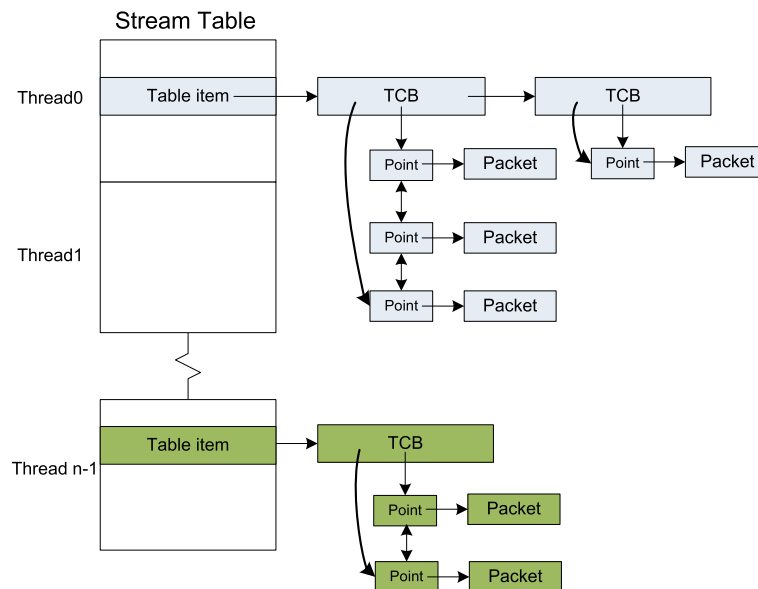 Stream Table
Thread0
Table item
TCB
TCB
Point
Packet
Point
Packet
Thread1
Point
Packet
Point
Packet
Thread n-1
Table item
TCB
Point
Packet
Point
Packet